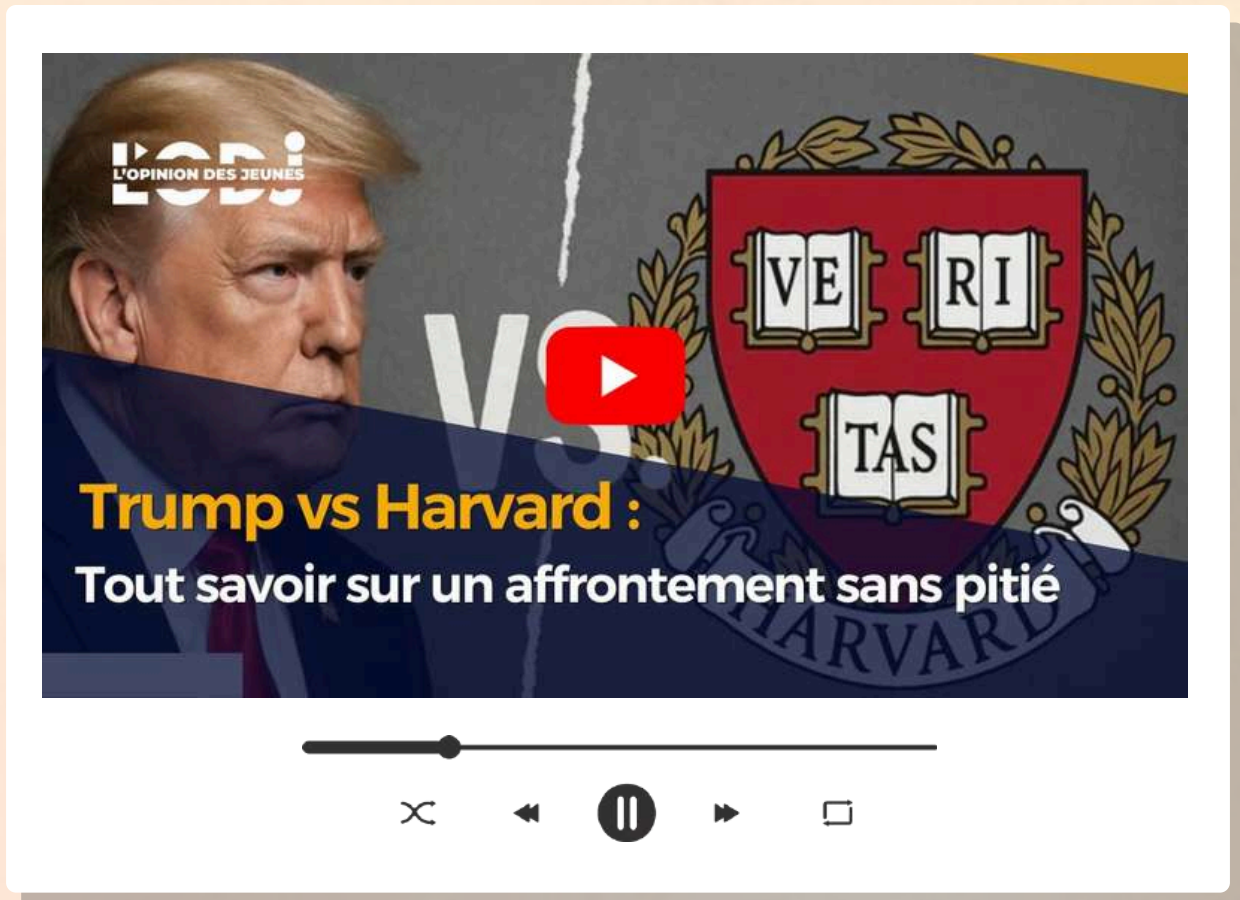 L'ODJ
L'OPINION DES JEUNES
VS.
VE RI
TAS
HARVARD
Trump vs Harvard :
Tout savoir sur un affrontement sans pitié